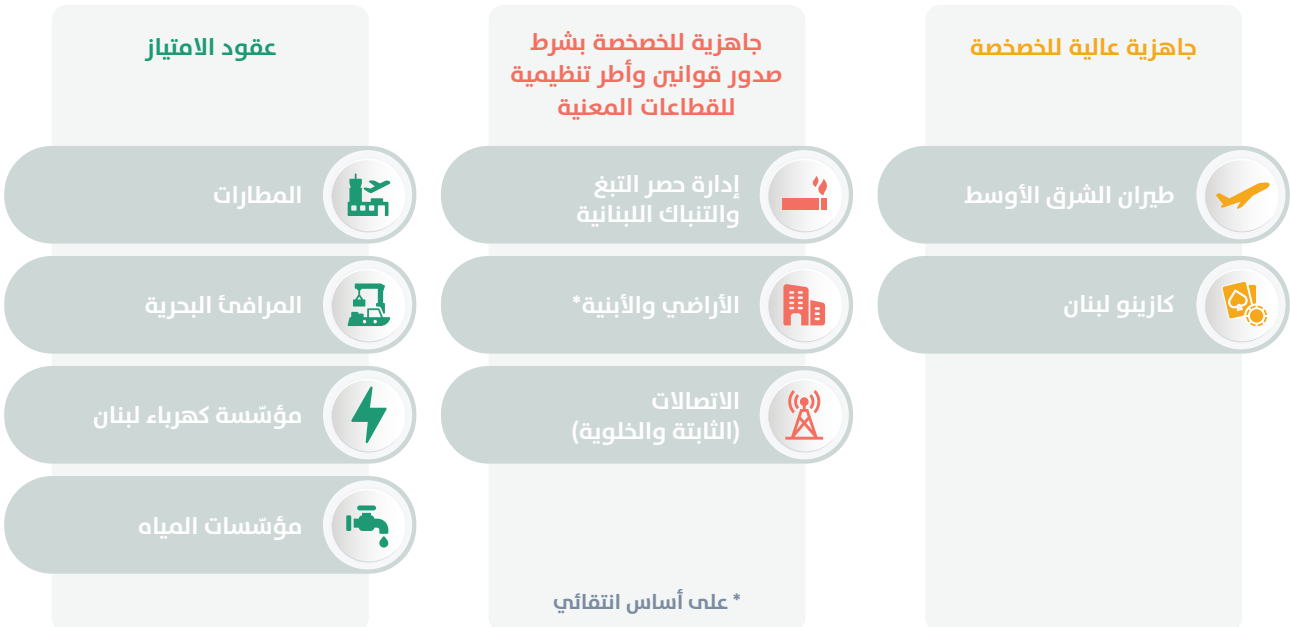 جاهزية عالية للخصخصة
طيران الشرق الأوسط
كازينو لبنان
جاهزية للخصخصة بشرط
صدور قوانين وأطر تنظيمية
للقطاعات المعنية
إدارة حصر التبغ
والتنباك اللبنانية
الأراضي والأبنية*
الاتصالات
(الثابتة والخلوية)
* على أساس انتقائي
عقود الامتياز
المطارات
المرافئ البحرية
مؤسّسة كهرباء لبنان
مؤسّسات المياه